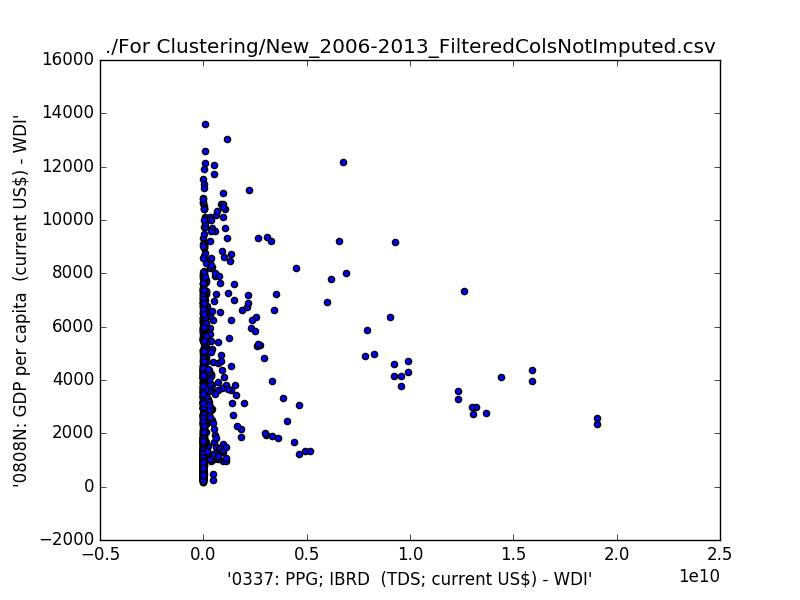 ./For Clustering/New_2006-2013_FilteredColsNotImputed.csv
16000
14000
12000
10000
8000
6000
4000
2000
0
−2000
'0808N: GDP per capita  (current US$) - WDI'
−0.5 0.0 0.5 1.0 1.5 2.0 2.5
1e10
'0337: PPG; IBRD  (TDS; current US$) - WDI'